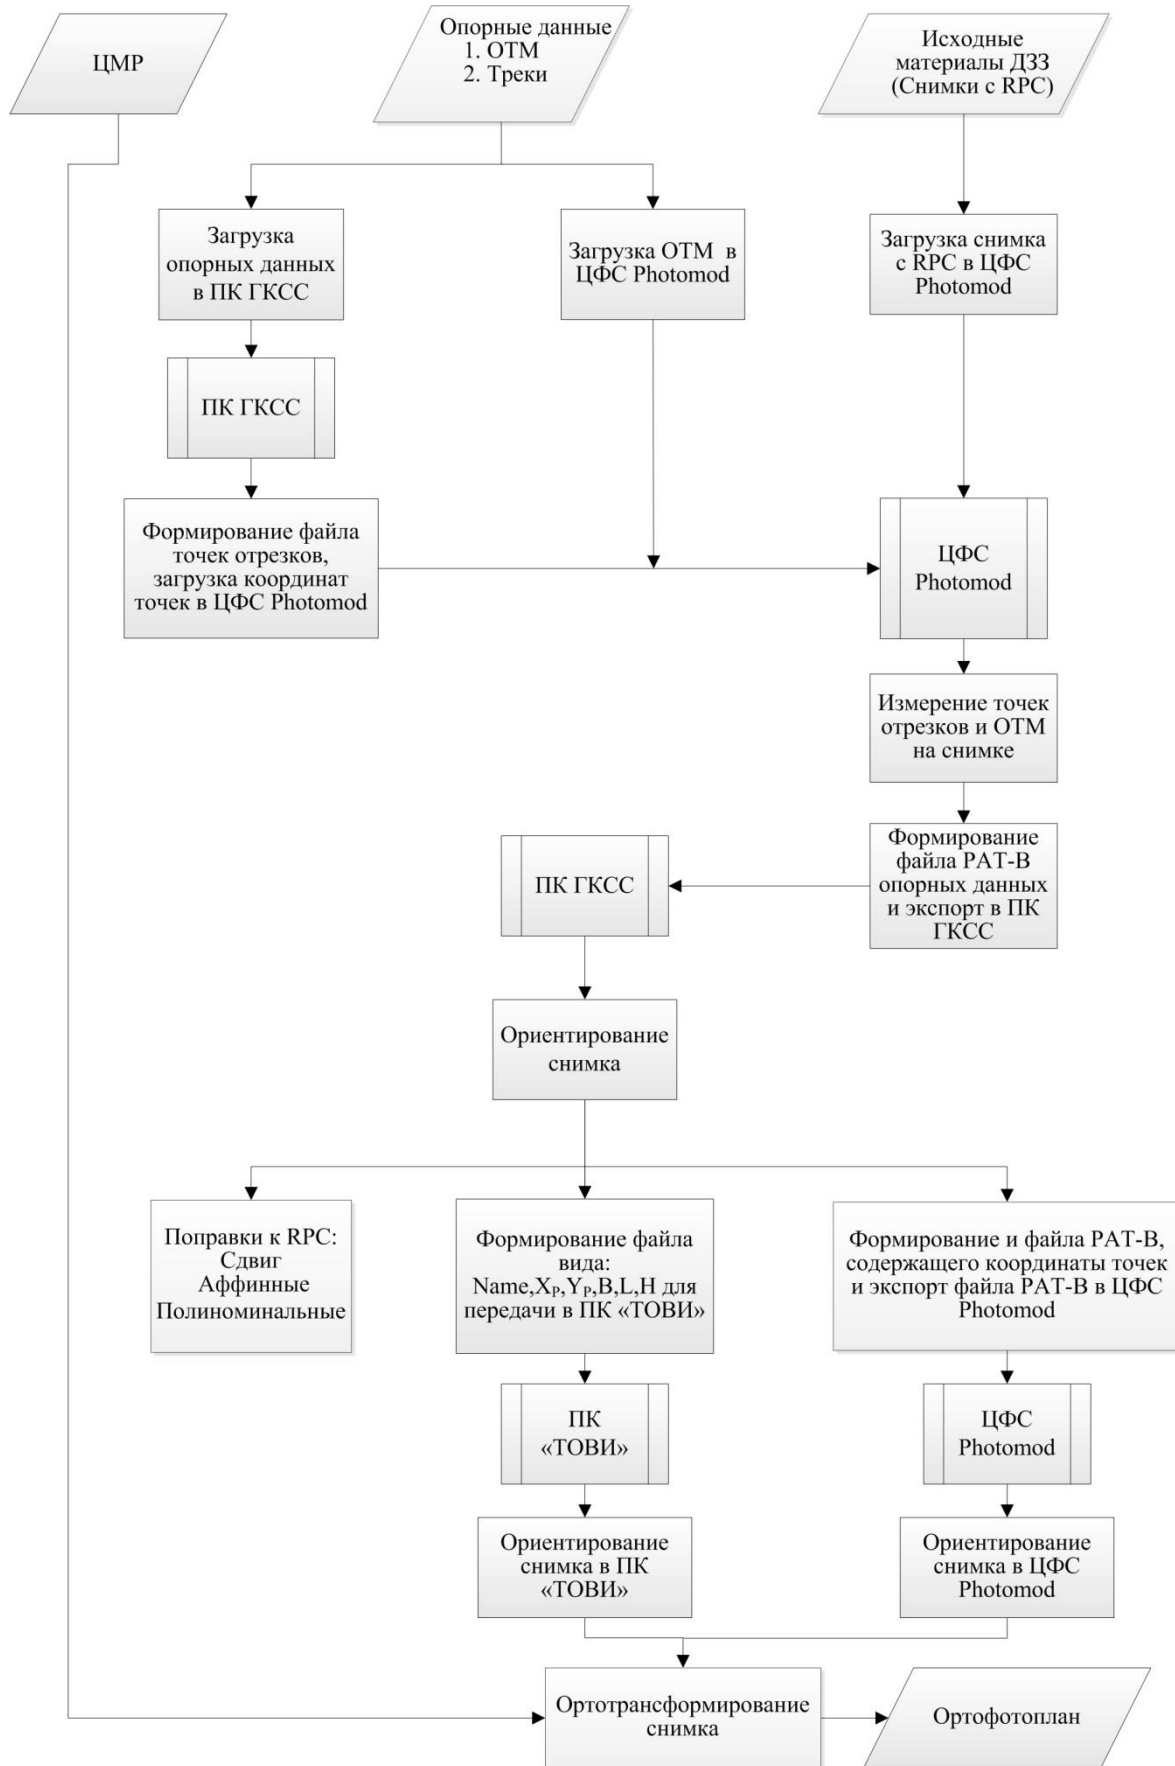 ЦМР
Опорные данные
1. ОТМ
2. Треки
Исходные
материалы ДЗЗ
(Снимки с RPC)
Загрузка
опорных данных
в ПК ГКСС
Загрузка ОТМ в
ЦФС Photomod
Загрузка снимка
с RPC в ЦФС
Photomod
ПК ГКСС
Формирование файла
точек отрезков,
загрузка координат
точек в ЦФС Photomod
ЦФС
Photomod
Измерение точек
отрезков и ОТМ
на снимке
Формирование
файла PAT-B
опорных данных
и экспорт в ПК
ГКСС
ПК ГКСС
Ориентирование
снимка
Поправки к RPC:
Сдвиг
Аффинные
Полиноминальные
Формирование файла
вида:
Name,XP,YP,B,L,H для
передачи в ПК «ТОВИ»
Формирование и файла PAT-B,
содержащего координаты точек
и экспорт файла PAT-B в ЦФС
Photomod
ПК
«ТОВИ»
ЦФС
Photomod
Ориентирование
снимка в ПК
«ТОВИ»
Ориентирование
снимка в ЦФС
Photomod
Ортотрансформирование
снимка
Ортофотоплан